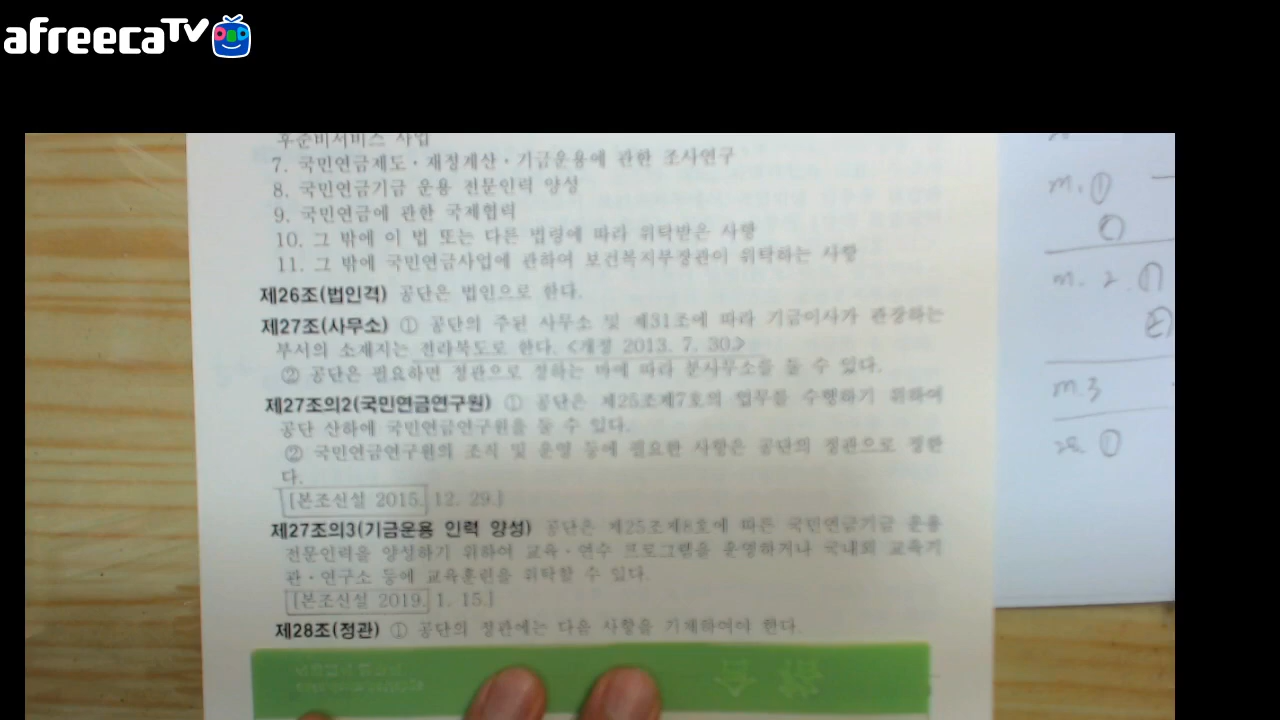 afreecaTV
후준비서비스 사업
7. 국민연금제도·재정계산·기금운용에 관한 조사연구
8. 국민연금기금 운용 전문인력 양성
9. 국민연금에 관한 국제협력
10. 그 밖에 이 법 또는 다른 법령에 따라 위탁받은 사항
11. 그 밖에 국민연금사업에 관하여 보건복지부장관이 위탁하는 사항
제26조(법인격) 공단은 법인으로 한다.
제27조(사무소) ① 공단의 주된 사무소 및 제31조에 따라 기금이사가 관장하는
부서의 소재지는 전라북도로 한다. <개정 2013. 7. 30.>
② 공단은 필요하면 정관으로 정하는 바에 따라 분사무소를 둘 수 있다.
제27조의2(국민연금연구원) ① 공단은 제25조제7호의 업무를 수행하기 위하여
공단 산하에 국민연금연구원을 둘 수 있다.
② 국민연금연구원의 조직 및 운영 등에 필요한 사항은 공단의 정관으로 정한
다.
[본조신설 2015. 12. 29.]
제27조의3(기금운용 인력 양성) 공단은 제25조제8호에 따른 국민연금기금 운용
전문인력을 양성하기 위하여 교육·연수 프로그램을 운영하거나 국내외 교육기
관·연구소 등에 교육훈련을 위탁할 수 있다.
[본조신설 2019. 1. 15.]
제28조(정관) ① 공단의 정관에는 다음 사항을 기재하여야 한다.
m. ①
m. 2 ①
②
m. 3
①